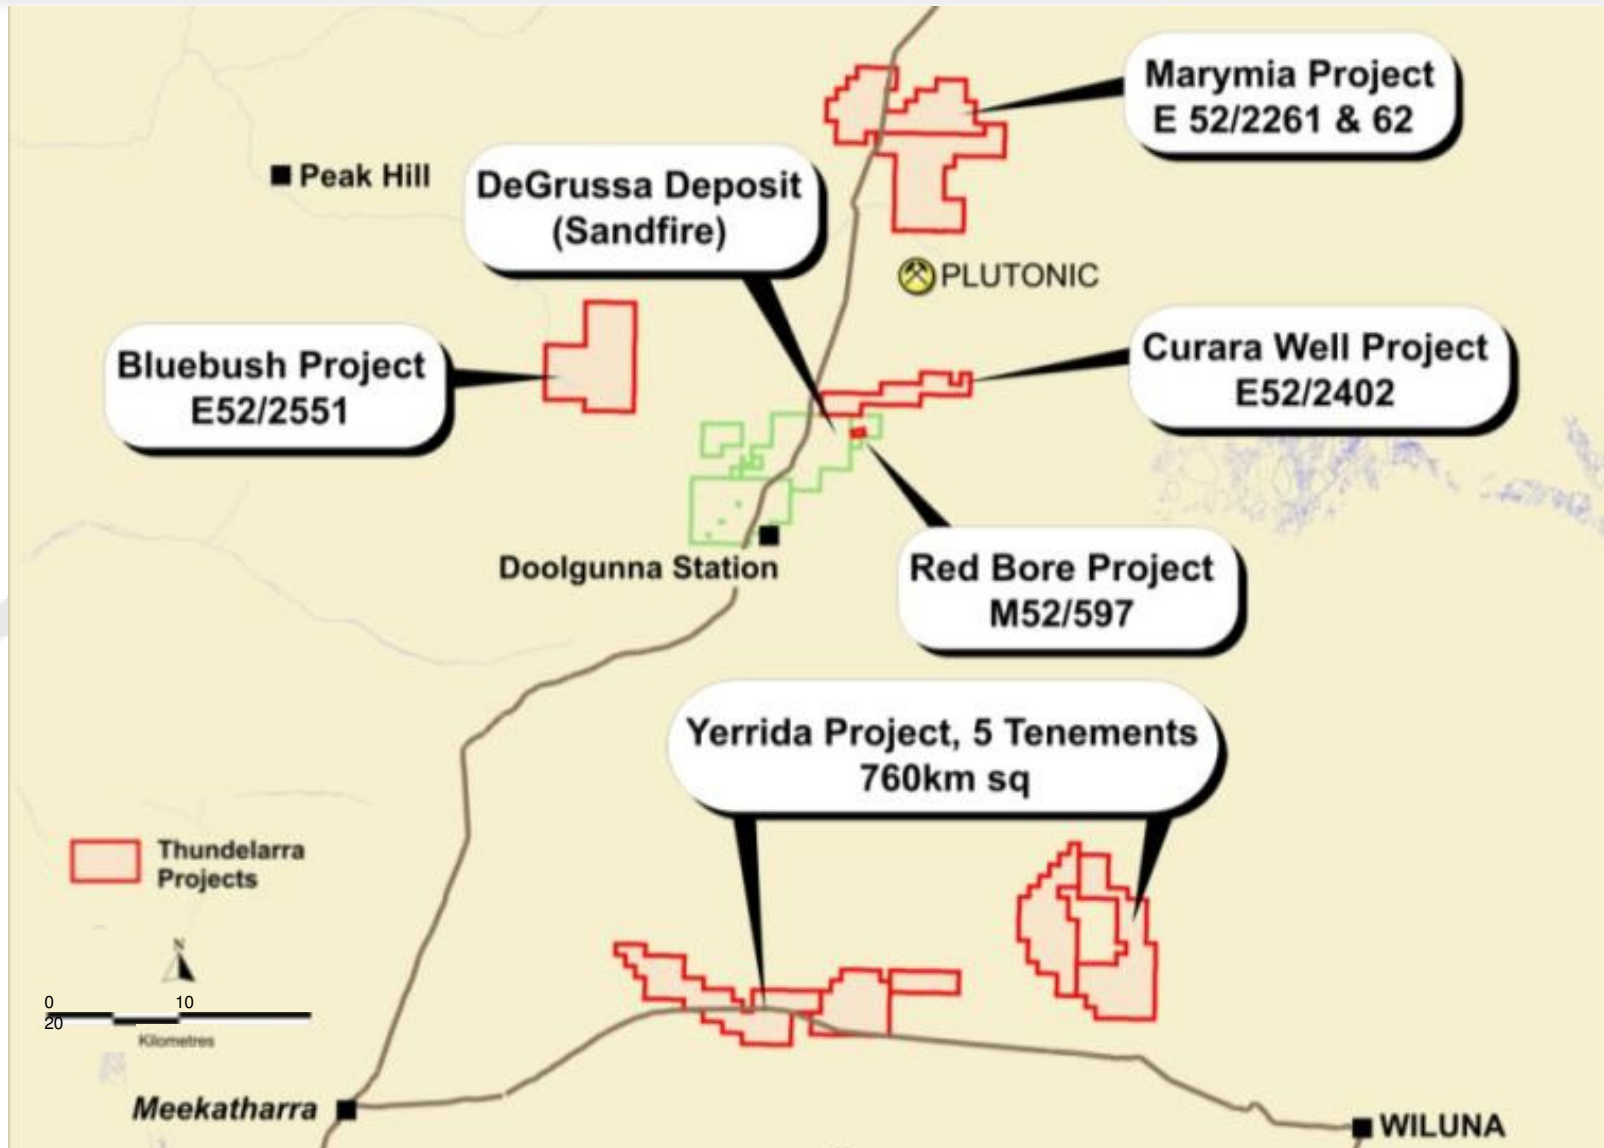 Marymia Project
E 52/2261 & 62
Peak Hill
DeGrussa Deposit
(Sandfire)
PLUTONIC
Bluebush Project
E52/2551
Curara Well Project
E52/2402
Doolgunna Station
Red Bore Project
M52/597
Yerrida Project, 5 Tenements
760km sq
Thundelarra
Projects
N
0 10
20
Kilometres
Meekatharra
WILUNA